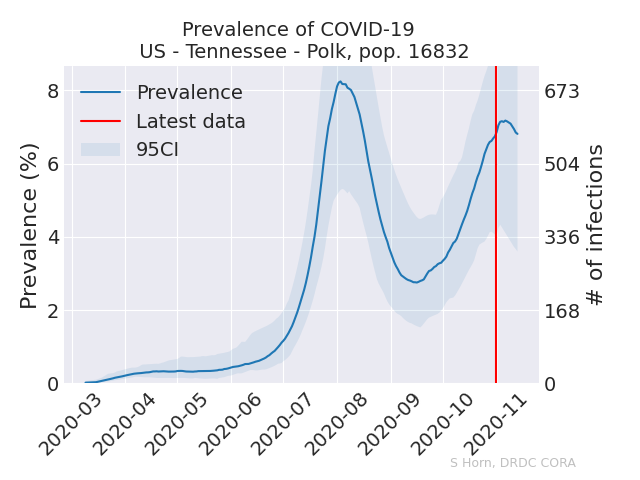 Prevalence of COVID-19
US - Tennessee - Polk, pop. 16832
Prevalence
Latest data
95CI
Prevalence (%)
8
6
4
2
0
673
504
336
168
0
# of infections
2020-03
2020-04
2020-05
2020-06
2020-07
2020-08
2020-09
2020-10
2020-11
S Horn, DRDC CORA